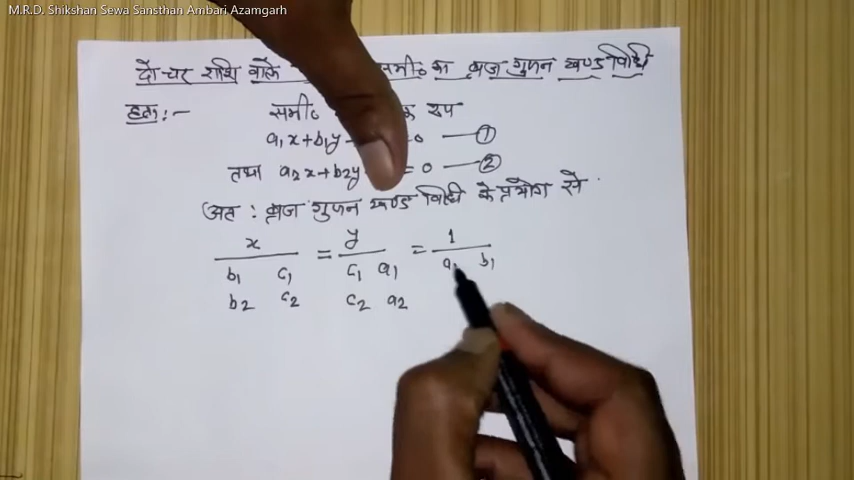 M.R.D. Shikshan Sewa Sansthan Ambari Azamgarh
दो चर राशि वाले समी० का ब्रज गुणन खण्ड विधि
हल :- समी० रूप
a₁x+b₁y = 0 —①
तथा a₂x+b₂y = 0 —②
अत : ब्रज गुणन खण्ड विधि के प्रयोग से
x = y = 1
b₁ c₁ c₁ a₁ a₁ b₁
b₂ c₂ c₂ a₂